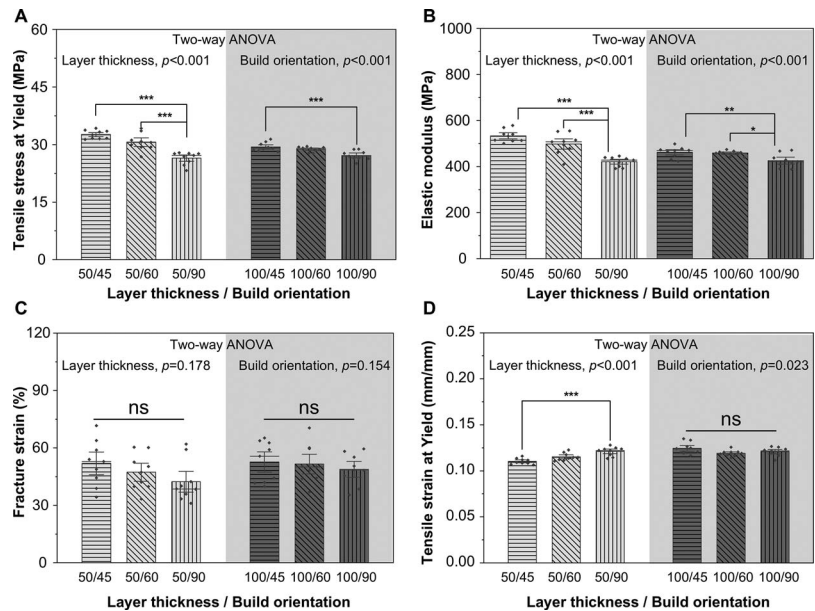 A
Two-way ANOVA
Layer thickness, p<0.001
Build orientation, p<0.001
***
***
***
Tensile stress at Yield (MPa)
60
45
30
15
0
50/45 50/60 50/90 100/45 100/60 100/90
Layer thickness / Build orientation
B
Two-way ANOVA
Layer thickness, p<0.001
Build orientation, p<0.001
***
***
**
*
Elastic modulus (MPa)
1000
800
600
400
200
0
50/45 50/60 50/90 100/45 100/60 100/90
Layer thickness / Build orientation
C
Two-way ANOVA
Layer thickness, p=0.178
Build orientation, p=0.154
ns
ns
Fracture strain (%)
120
90
60
30
0
50/45 50/60 50/90 100/45 100/60 100/90
Layer thickness / Build orientation
D
Two-way ANOVA
Layer thickness, p<0.001
Build orientation, p=0.023
***
ns
Tensile strain at Yield (mm/mm)
0.25
0.20
0.15
0.10
0.05
0.00
50/45 50/60 50/90 100/45 100/60 100/90
Layer thickness / Build orientation